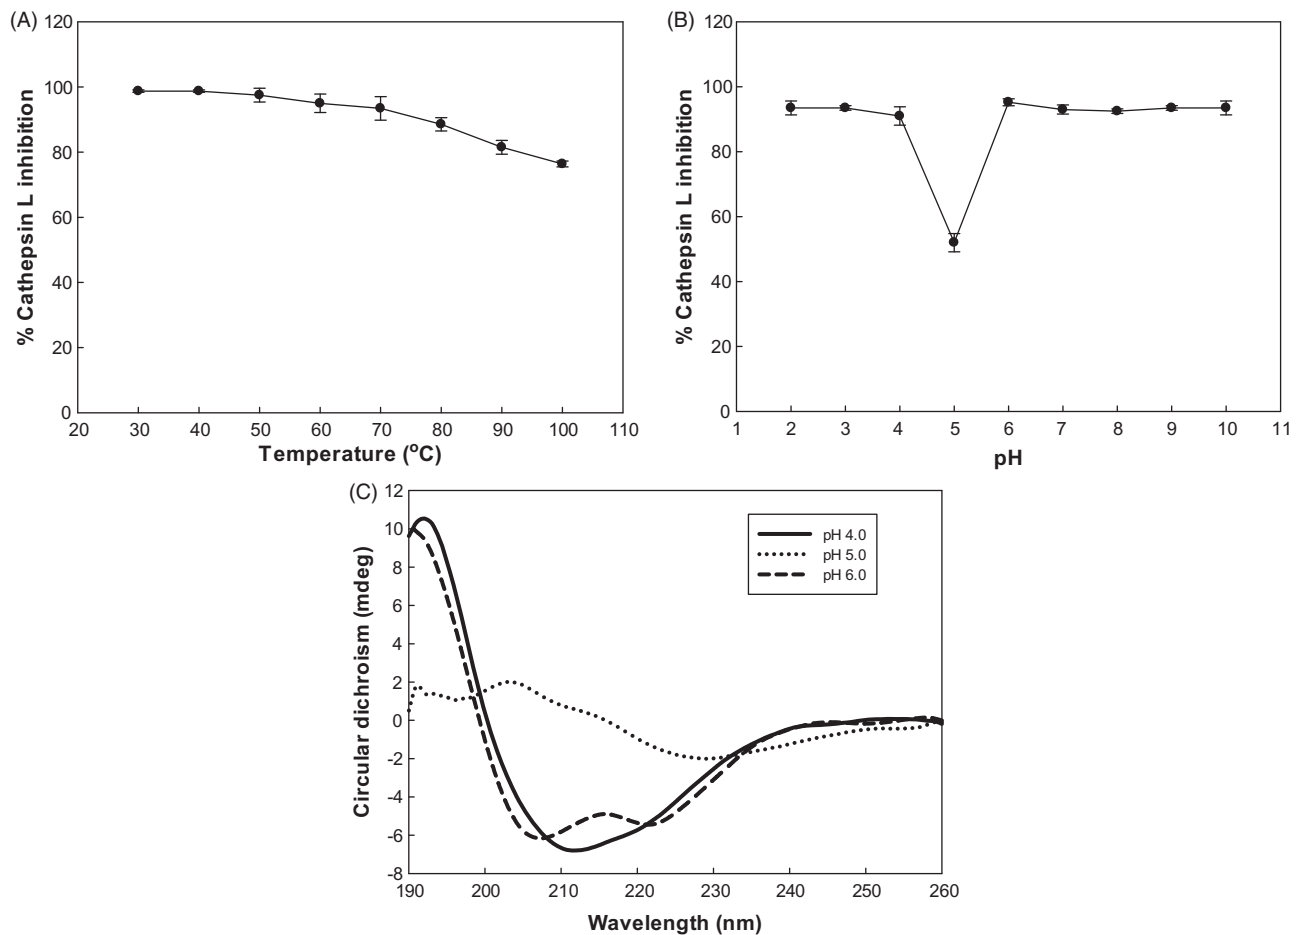 (A)
120
100
80
60
40
20
0
% Cathepsin L inhibition
20 30 40 50 60 70 80 90 100 110
Temperature (°C)
(B)
120
100
80
60
40
20
0
% Cathepsin L inhibition
1 2 3 4 5 6 7 8 9 10 11
pH
(C)
12
10
8
6
4
2
0
-2
-4
-6
-8
Circular dichroism (mdeg)
pH 4.0
pH 5.0
pH 6.0
190 200 210 220 230 240 250 260
Wavelength (nm)